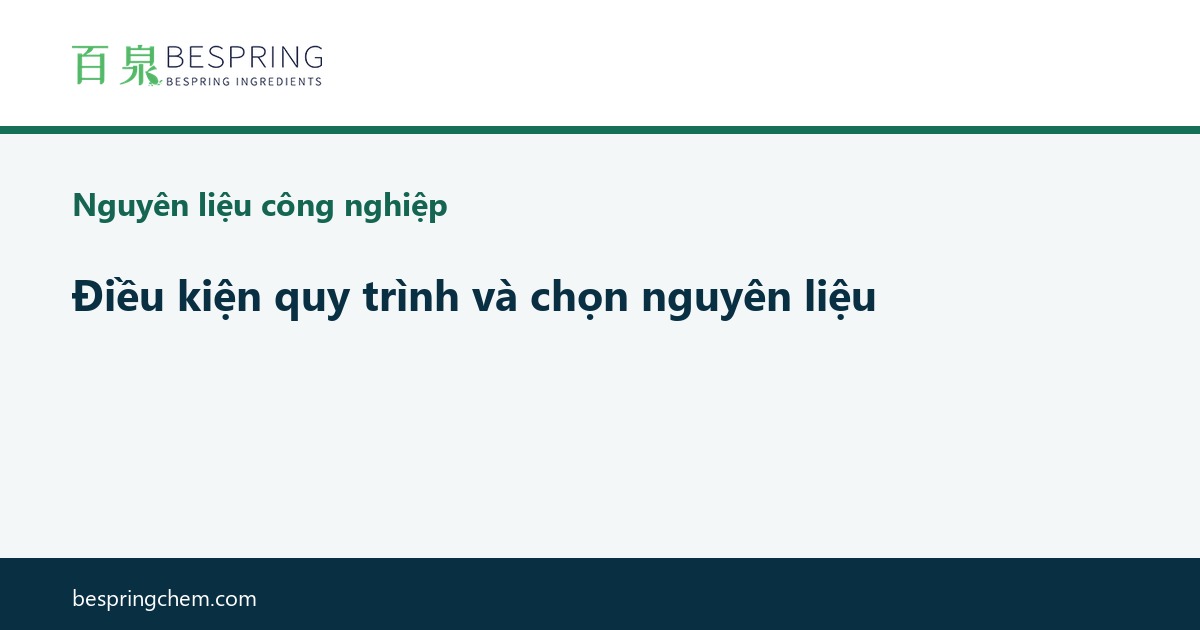 百泉 BESPRING
BESPRING INGREDIENTS
Nguyên liệu công nghiệp
Điều kiện quy trình và chọn nguyên liệu
bespringchem.com